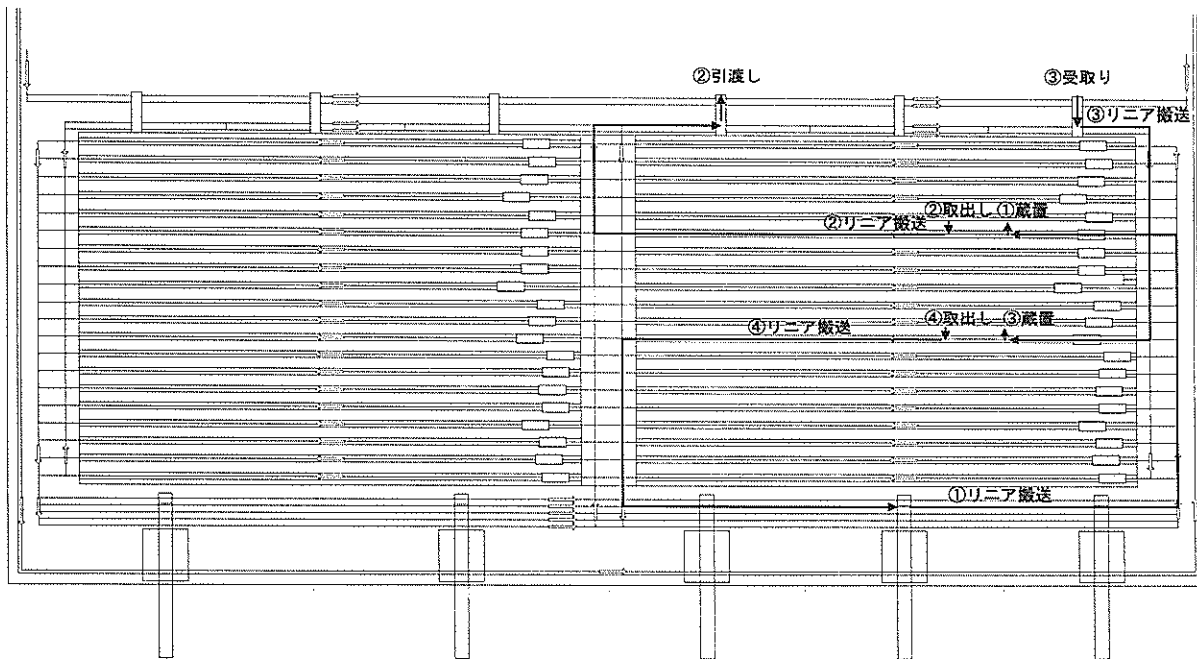 ②引渡し
③受取り
③リニア搬送
②取出し ①蔵置
②リニア搬送
④取出し ③蔵置
④リニア搬送
①リニア搬送